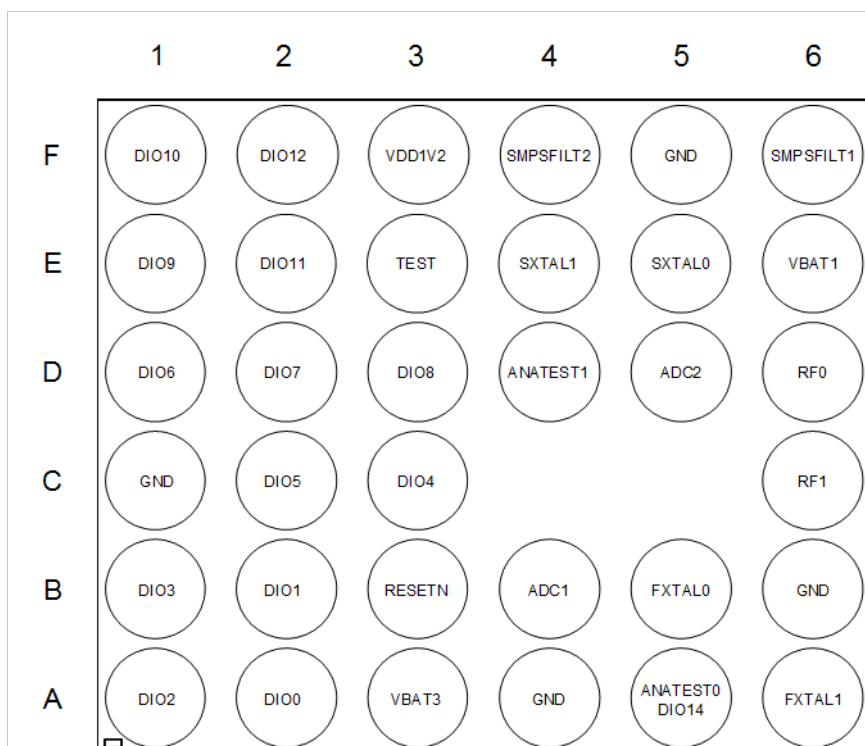 1 2 3 4 5 6
F DIO10 DIO12 VDD1V2 SMPSFILT2 GND SMPSFILT1
E DIO9 DIO11 TEST SXTAL1 SXTAL0 VBAT1
D DIO6 DIO7 DIO8 ANATEST1 ADC2 RF0
C GND DIO5 DIO4 RF1
B DIO3 DIO1 RESETN ADC1 FXTAL0 GND
A DIO2 DIO0 VBAT3 GND ANATEST0 FXTAL1
DIO14